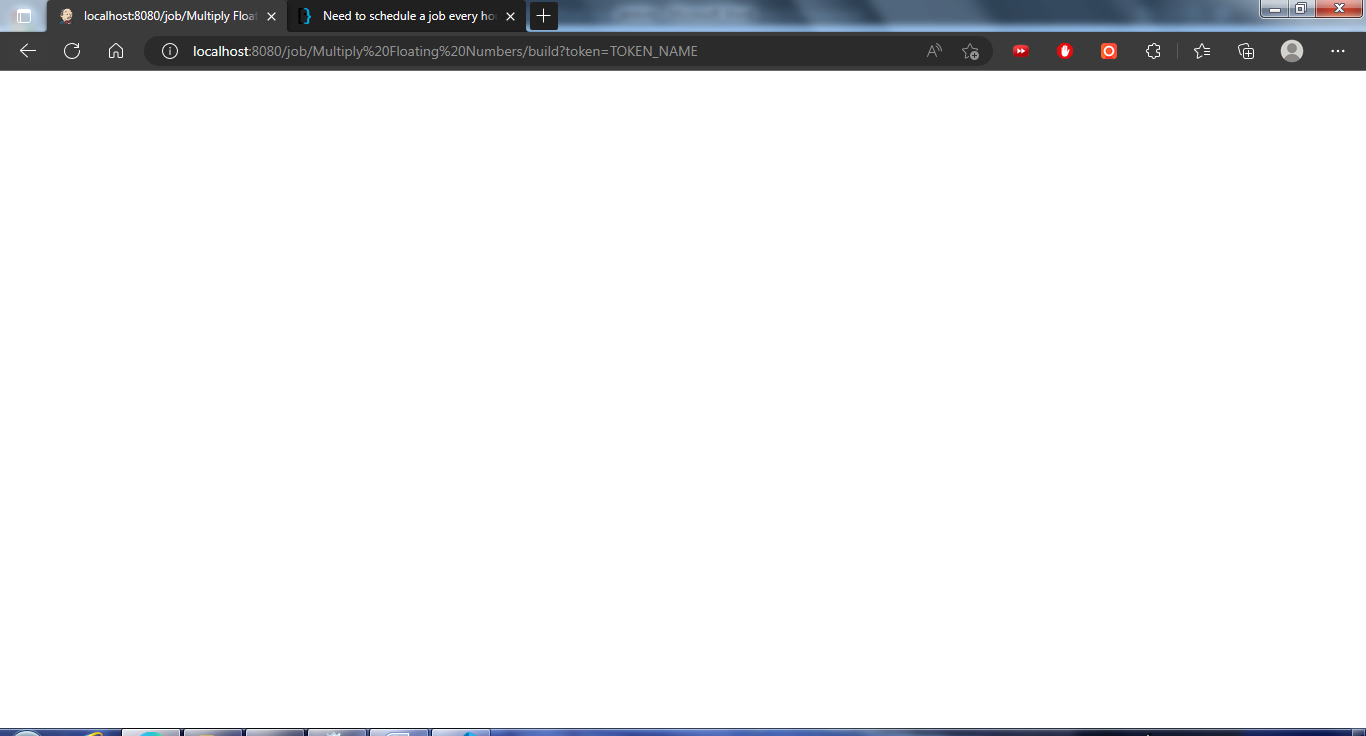 localhost:8080/job/Multiply Float
Need to schedule a job every ho
localhost:8080/job/Multiply%20Floating%20Numbers/build?token=TOKEN_NAME